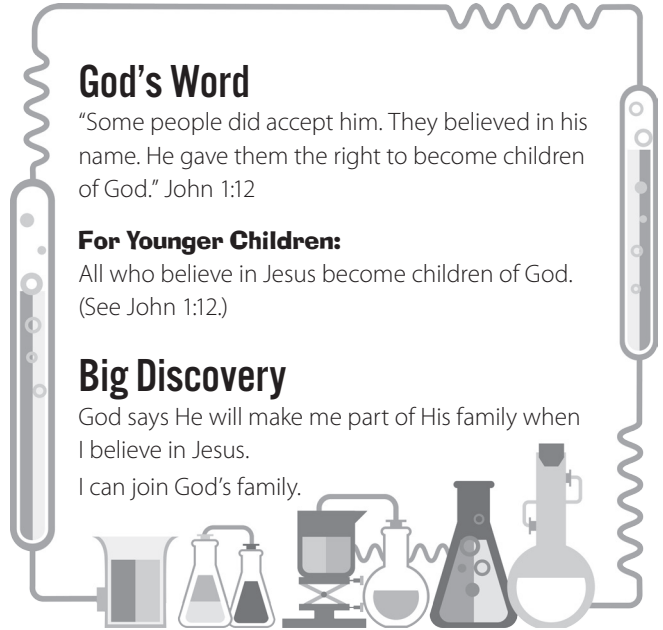 God’s Word
“Some people did accept him. They believed in his
name. He gave them the right to become children
of God.” John 1:12
For Younger Children:
All who believe in Jesus become children of God.
(See John 1:12.)
Big Discovery
God says He will make me part of His family when
I believe in Jesus.
I can join God’s family.